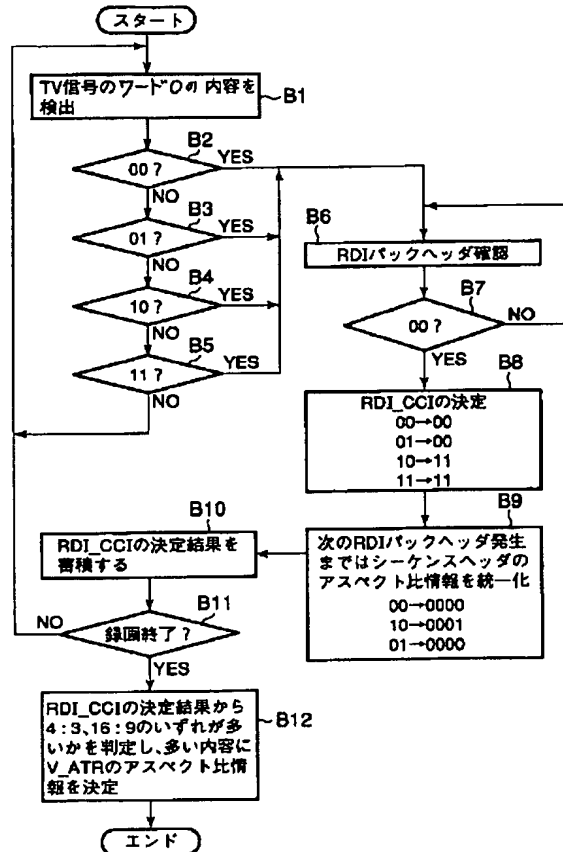 スタート
TV信号のワード0の内容を
検出
B1
B2
00?
YES
NO
B3
01?
YES
NO
B4
10?
YES
NO
B5
11?
YES
NO
B6
RDIパックヘッダ確認
B7
00?
NO
YES
B8
RDI_CCIの決定
00→00
01→00
10→11
11→11
B9
次のRDIパックヘッダ発生
まではシーケンスヘッダの
アスペクト比情報を統一化
00→0000
10→0001
01→0000
B10
RDI_CCIの決定結果を
蓄積する
B11
録画終了?
NO
YES
RDI_CCIの決定結果から
4:3、16:9のいずれが多
いかを判定し、多い内容に
V_ATRのアスペクト比情
報を決定
B12
エンド